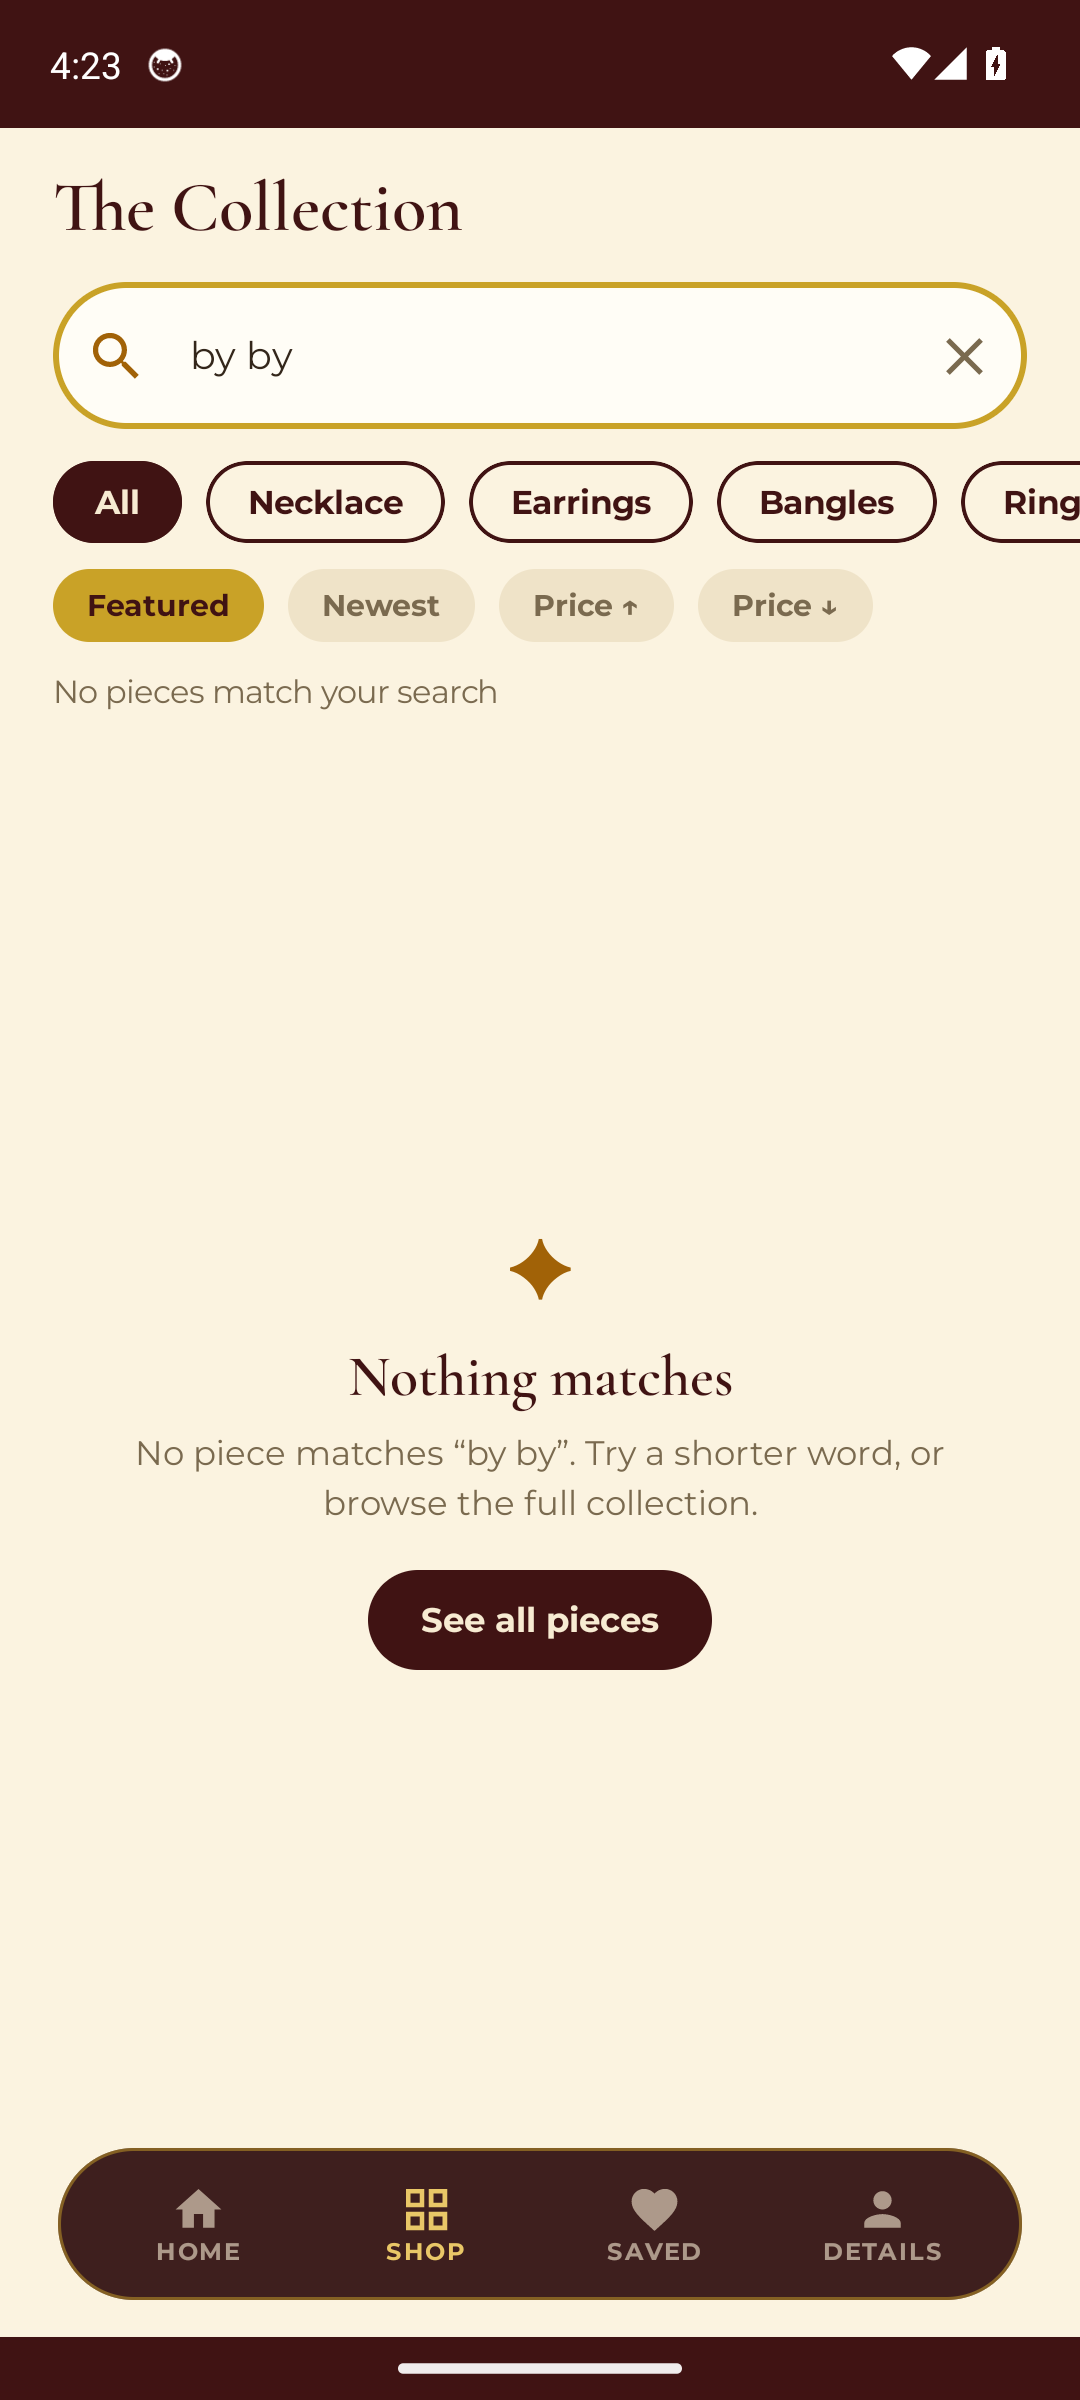 4:23
The Collection
by by
All Necklace Earrings Bangles Ring
Featured Newest Price ↑ Price ↓
No pieces match your search
Nothing matches
No piece matches “by by”. Try a shorter word, or
browse the full collection.
See all pieces
HOME SHOP SAVED DETAILS